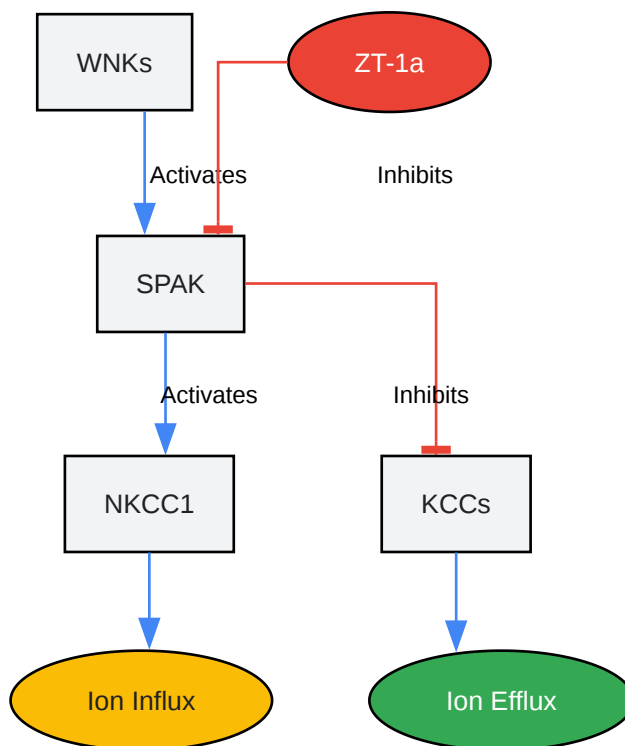 WNKs
ZT-1a
Activates
Inhibits
SPAK
Activates
Inhibits
NKCC1
KCCs
Ion Influx
Ion Efflux